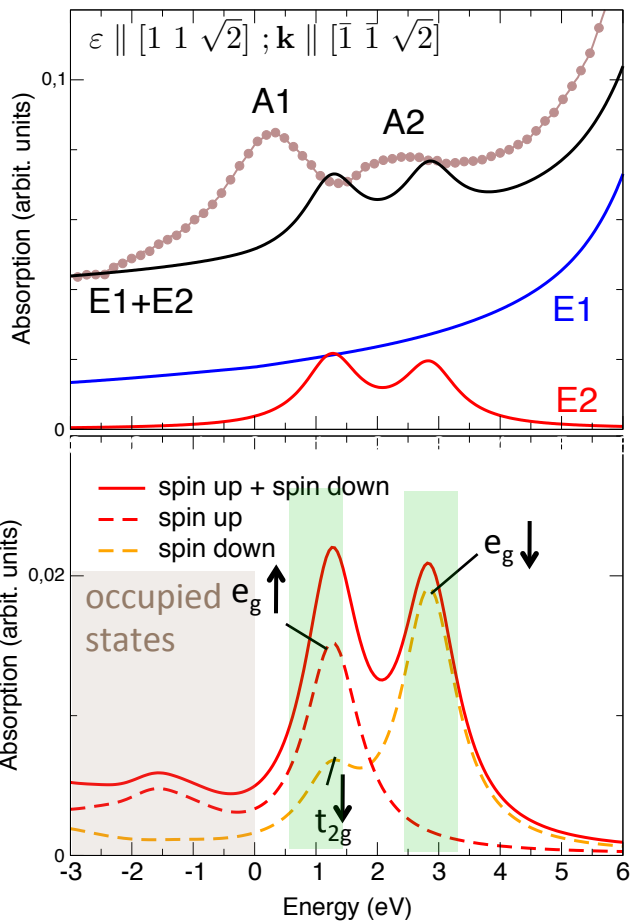 ε ∥ [1 1 √2] ; k ∥ [1̄ 1̄ √2]
0,1
A1
A2
Absorption (arbit. units)
E1+E2
E1
E2
0
spin up + spin down
spin up
spin down
0,02
occupied
states
e_g ↑
e_g ↓
t_2g ↓
Absorption (arbit. units)
0
-3 -2 -1 0 1 2 3 4 5 6
Energy (eV)